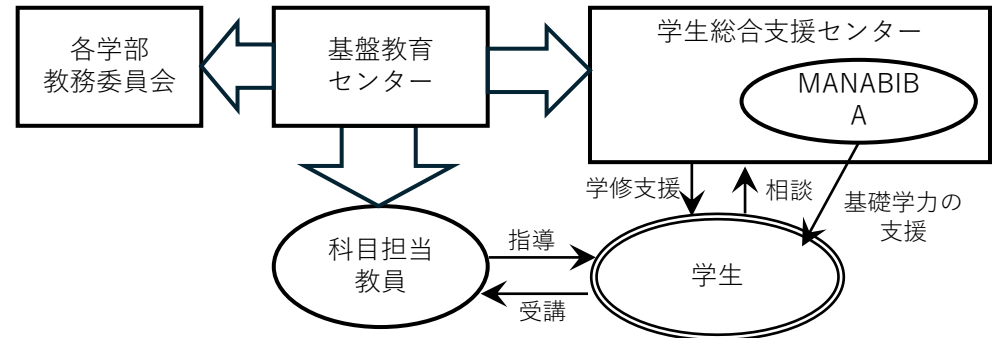 各学部
教務委員会
基盤教育
センター
学生総合支援センター
MANABIB
A
学修支援
相談
基礎学力の
支援
科目担当
教員
指導
受講
学生